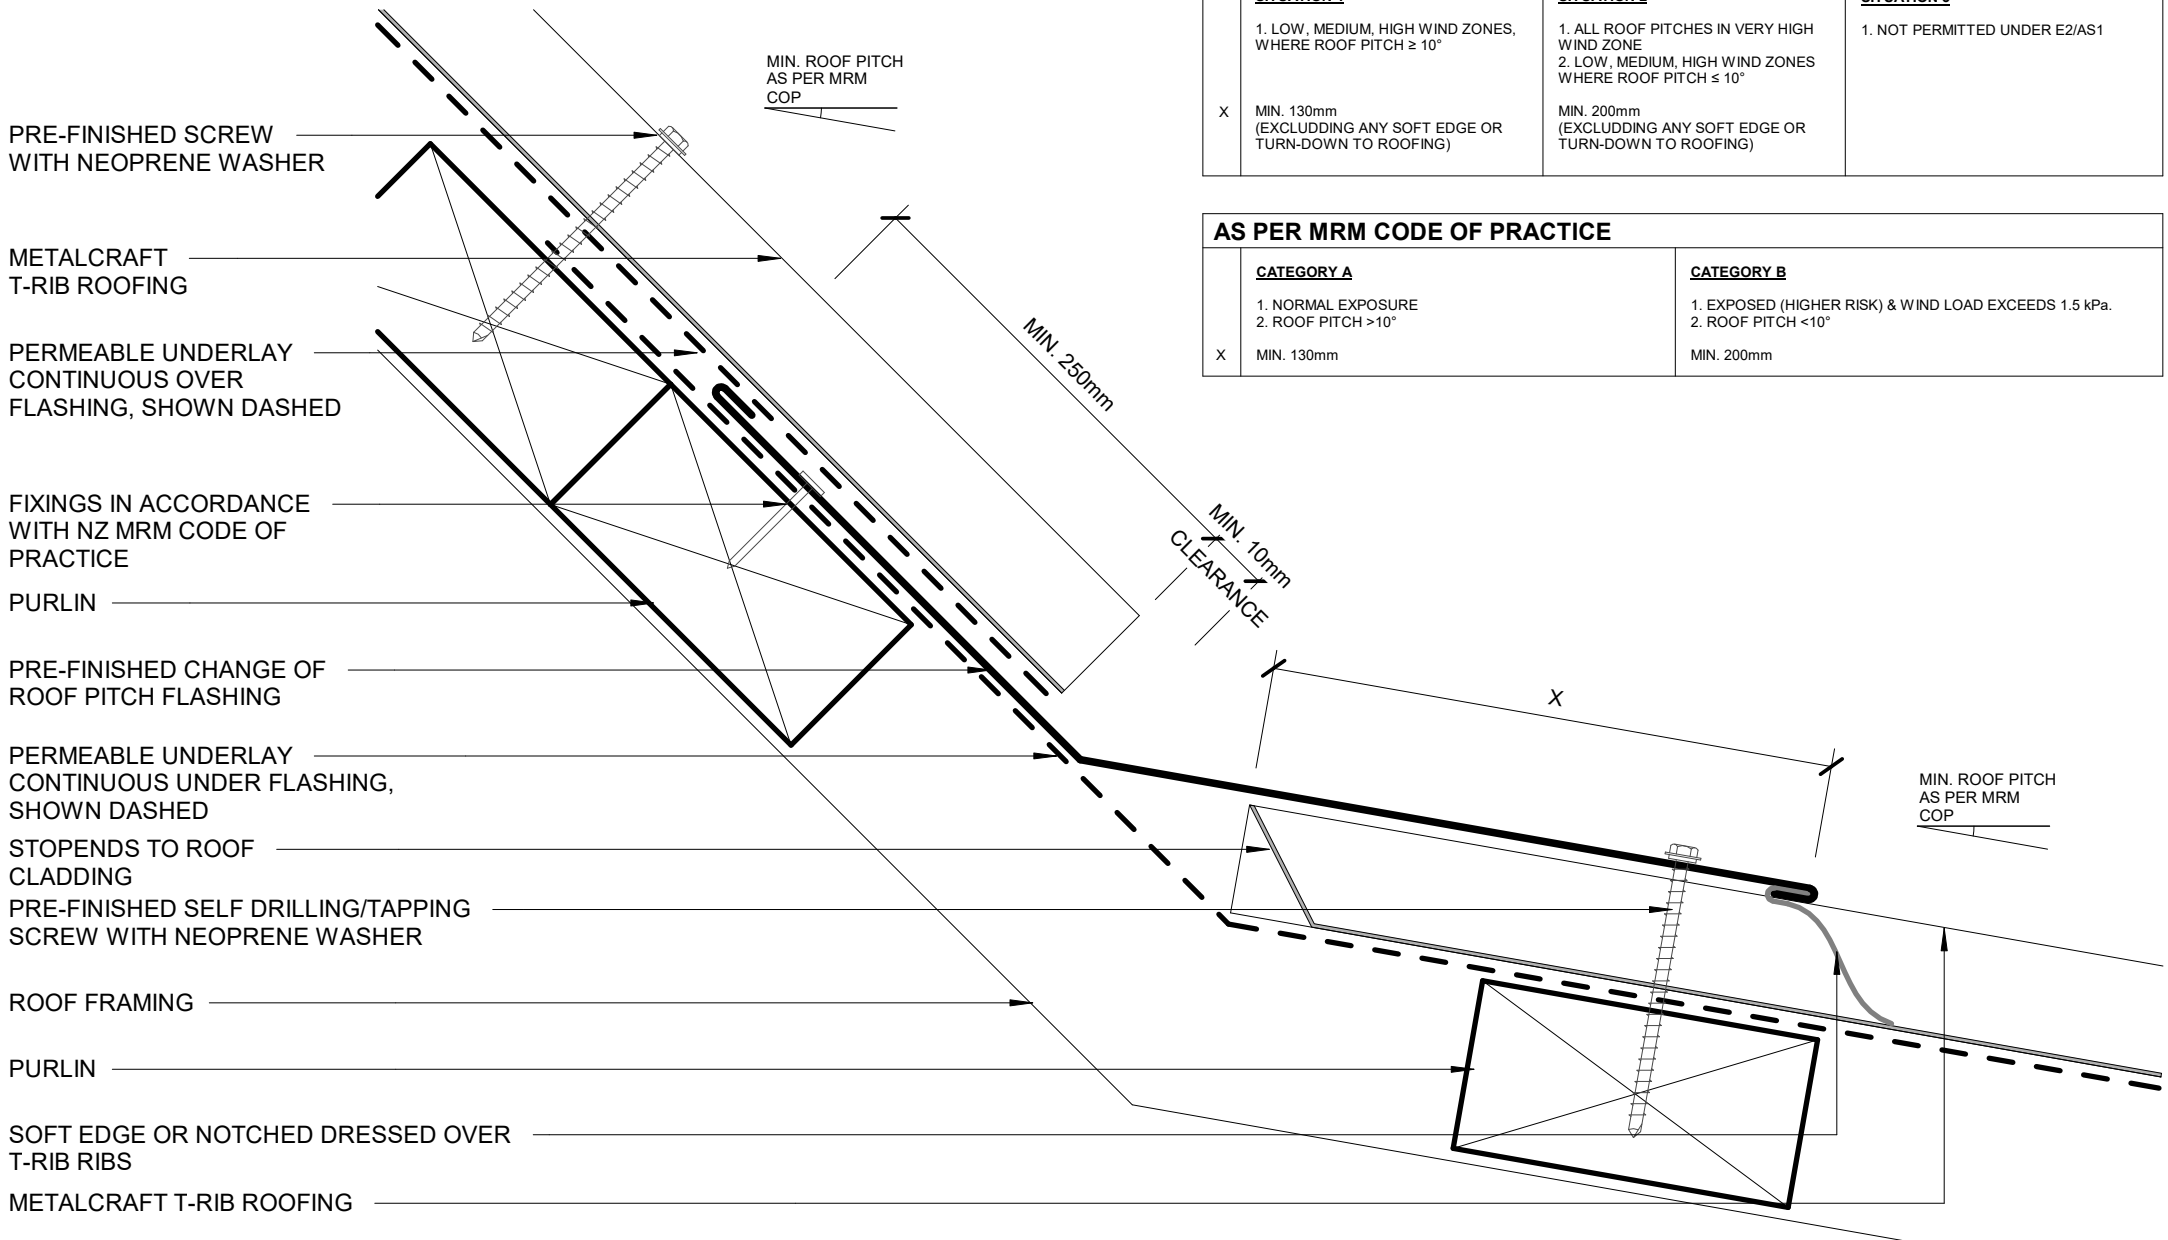 1. LOW, MEDIUM, HIGH WIND ZONES,
WHERE ROOF PITCH ≥ 10°
1. ALL ROOF PITCHES IN VERY HIGH
WIND ZONE
2. LOW, MEDIUM, HIGH WIND ZONES
WHERE ROOF PITCH ≤ 10°
1. NOT PERMITTED UNDER E2/AS1
X
MIN. 130mm
(EXCLUDDING ANY SOFT EDGE OR
TURN-DOWN TO ROOFING)
MIN. 200mm
(EXCLUDDING ANY SOFT EDGE OR
TURN-DOWN TO ROOFING)
AS PER MRM CODE OF PRACTICE
CATEGORY A
1. NORMAL EXPOSURE
2. ROOF PITCH >10°
CATEGORY B
1. EXPOSED (HIGHER RISK) & WIND LOAD EXCEEDS 1.5 kPa.
2. ROOF PITCH <10°
X
MIN. 130mm
MIN. 200mm
MIN. ROOF PITCH
AS PER MRM
COP
PRE-FINISHED SCREW
WITH NEOPRENE WASHER
METALCRAFT
T-RIB ROOFING
PERMEABLE UNDERLAY
CONTINUOUS OVER
FLASHING, SHOWN DASHED
FIXINGS IN ACCORDANCE
WITH NZ MRM CODE OF
PRACTICE
PURLIN
PRE-FINISHED CHANGE OF
ROOF PITCH FLASHING
PERMEABLE UNDERLAY
CONTINUOUS UNDER FLASHING,
SHOWN DASHED
STOPENDS TO ROOF
CLADDING
PRE-FINISHED SELF DRILLING/TAPPING
SCREW WITH NEOPRENE WASHER
ROOF FRAMING
PURLIN
SOFT EDGE OR NOTCHED DRESSED OVER
T-RIB RIBS
METALCRAFT T-RIB ROOFING
MIN. 250mm
MIN. 10mm
CLEARANCE
X
MIN. ROOF PITCH
AS PER MRM
COP